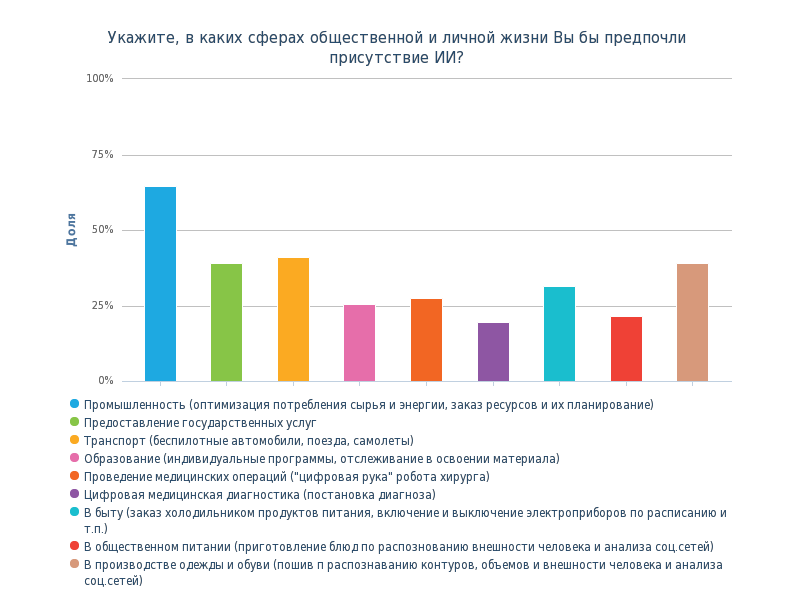 Укажите, в каких сферах общественной и личной жизни Вы бы предпочли
присутствие ИИ?
100%
75%
50%
25%
0%
Доля
Промышленность (оптимизация потребления сырья и энергии, заказ ресурсов и их планирование)
Предоставление государственных услуг
Транспорт (беспилотные автомобили, поезда, самолеты)
Образование (индивидуальные программы, отслеживание в освоении материала)
Проведение медицинских операций ("цифровая рука" робота хирурга)
Цифровая медицинская диагностика (постановка диагноза)
В быту (заказ холодильником продуктов питания, включение и выключение электроприборов по расписанию и
т.п.)
В общественном питании (приготовление блюд по распознованию внешности человека и анализа соц.сетей)
В производстве одежды и обуви (пошив п распознаванию контуров, объемов и внешности человека и анализа
соц.сетей)